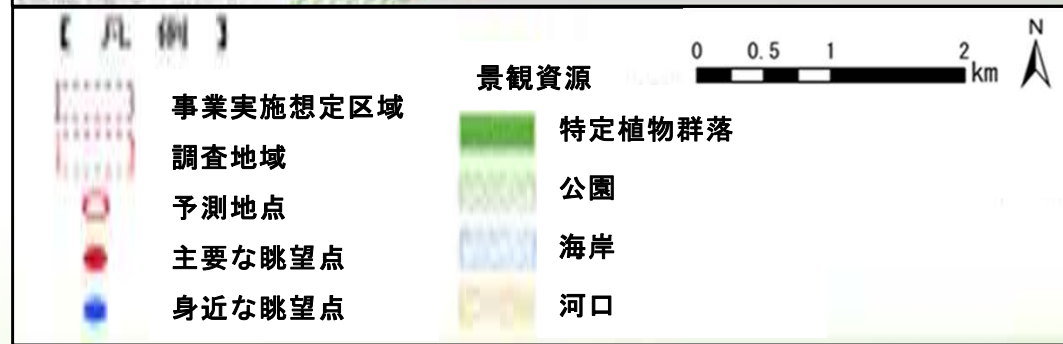 【 凡 例 】
事業実施想定区域
調査地域
予測地点
主要な眺望点
身近な眺望点
景観資源
特定植物群落
公園
海岸
河口
0 0.5 1 2 km
N